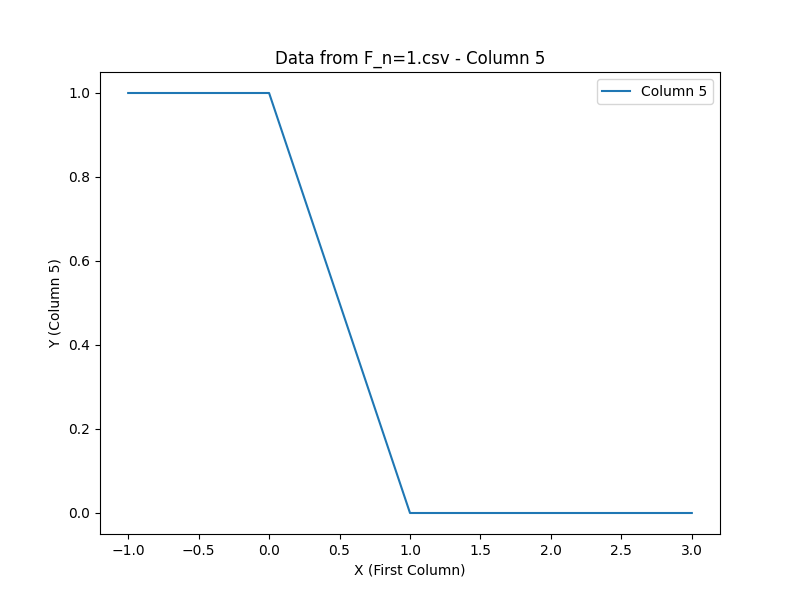 Data from F_n=1.csv - Column 5
Column 5
Y (Column 5)
1.0
0.8
0.6
0.4
0.2
0.0
−1.0 −0.5 0.0 0.5 1.0 1.5 2.0 2.5 3.0
X (First Column)